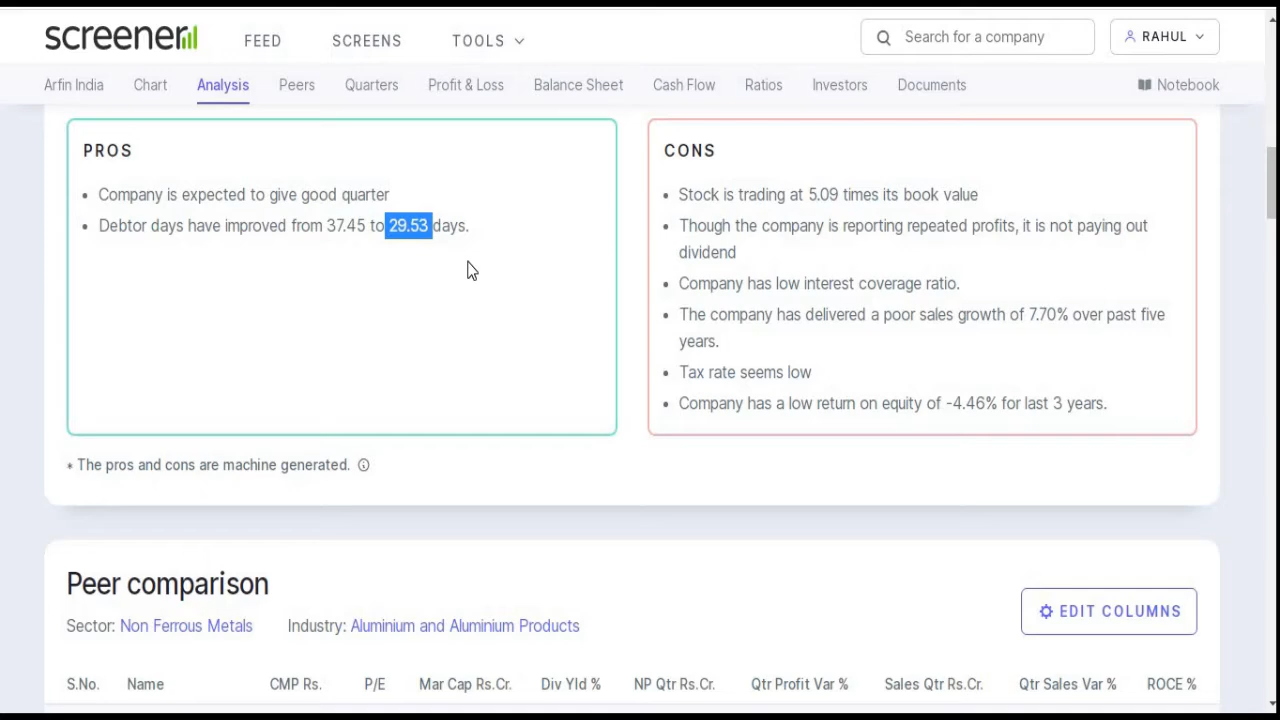 screener
FEED SCREENS TOOLS
Search for a company
RAHUL
Arfin India Chart Analysis Peers Quarters Profit & Loss Balance Sheet Cash Flow Ratios Investors Documents Notebook
PROS
• Company is expected to give good quarter
• Debtor days have improved from 37.45 to 29.53 days.
CONS
• Stock is trading at 5.09 times its book value
• Though the company is reporting repeated profits, it is not paying out
dividend
• Company has low interest coverage ratio.
• The company has delivered a poor sales growth of 7.70% over past five
years.
• Tax rate seems low
• Company has a low return on equity of -4.46% for last 3 years.
* The pros and cons are machine generated.
Peer comparison
Sector: Non Ferrous Metals Industry: Aluminium and Aluminium Products
EDIT COLUMNS
S.No. Name CMP Rs. P/E Mar Cap Rs.Cr. Div Yld % NP Qtr Rs.Cr. Qtr Profit Var % Sales Qtr Rs.Cr. Qtr Sales Var % ROCE %